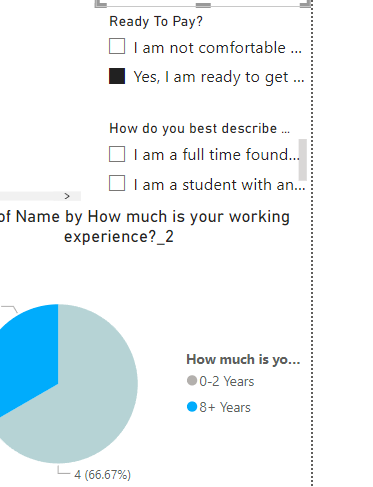 Ready To Pay?
I am not comfortable ...
Yes, I am ready to get ...
How do you best describe ...
I am a full time found...
I am a student with an...
>
of Name by How much is your working
experience?_2
How much is yo...
0-2 Years
8+ Years
4 (66.67%)